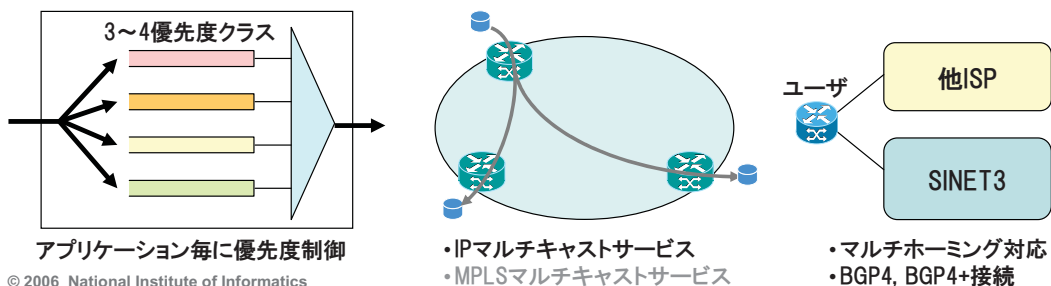 3～4優先度クラス
アプリケーション毎に優先度制御
・IPマルチキャストサービス
・MPLSマルチキャストサービス
ユーザ
他ISP
SINET3
・マルチホーミング対応
・BGP4, BGP4+接続
© 2006 National Institute of Informatics